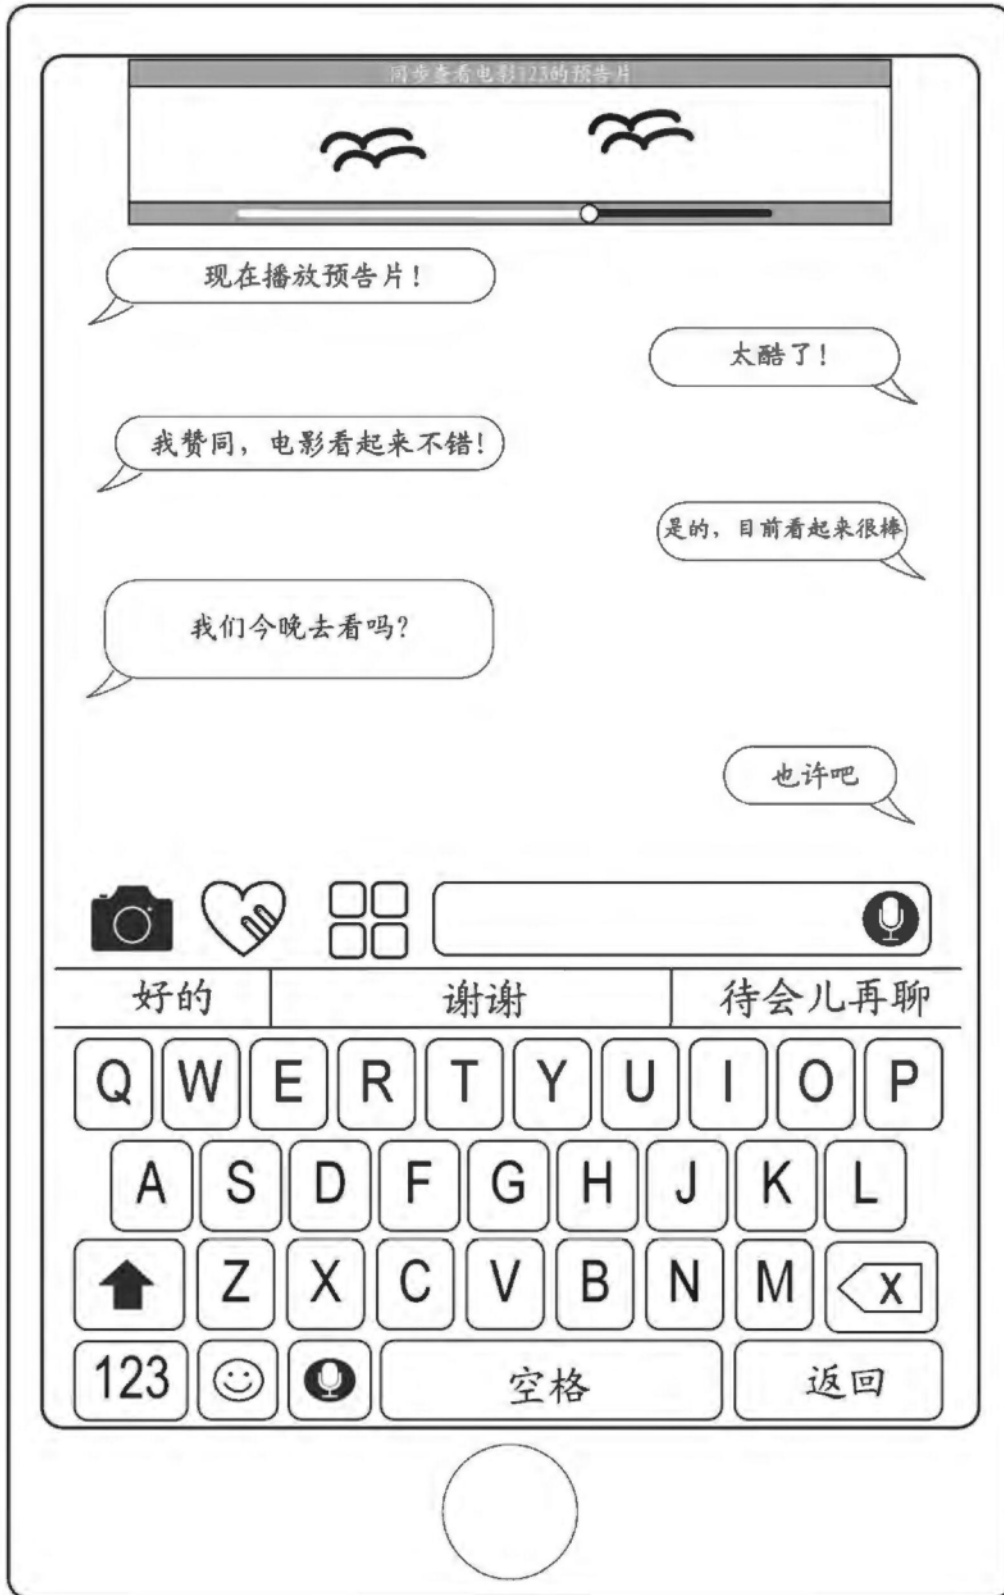 同步查看电影123的预告片
现在播放预告片!
太酷了!
我赞同，电影看起来不错!
是的，目前看起来很棒
我们今晚去看吗?
也许吧
好的 谢谢 待会儿再聊
Q W E R T Y U I O P
A S D F G H J K L
Z X C V B N M X
123 空格 返回